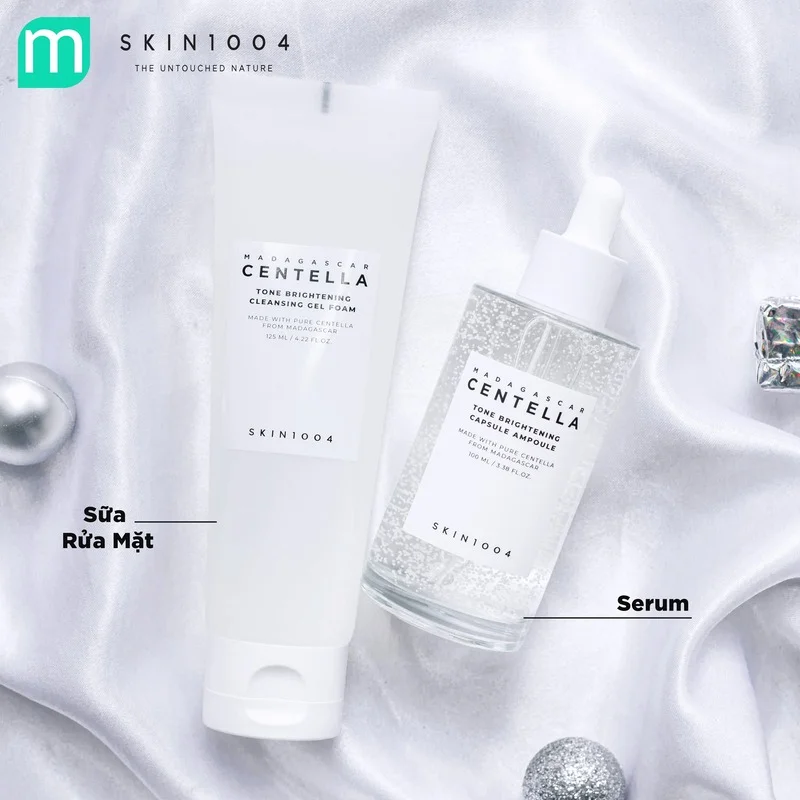 m
SKIN1004
THE UNTOUCHED NATURE
MADAGASCAR
CENTELLA
TONE BRIGHTENING
CLEANSING GEL FOAM
MADE WITH PURE CENTELLA
FROM MADAGASCAR
125 ML / 4.22 FL.OZ.
SKIN1004
MADAGASCAR
CENTELLA
TONE BRIGHTENING
CAPSULE AMPOULE
MADE WITH PURE CENTELLA
FROM MADAGASCAR
100 ML / 3.38 FL.OZ.
SKIN1004
Sữa
Rửa Mặt
Serum